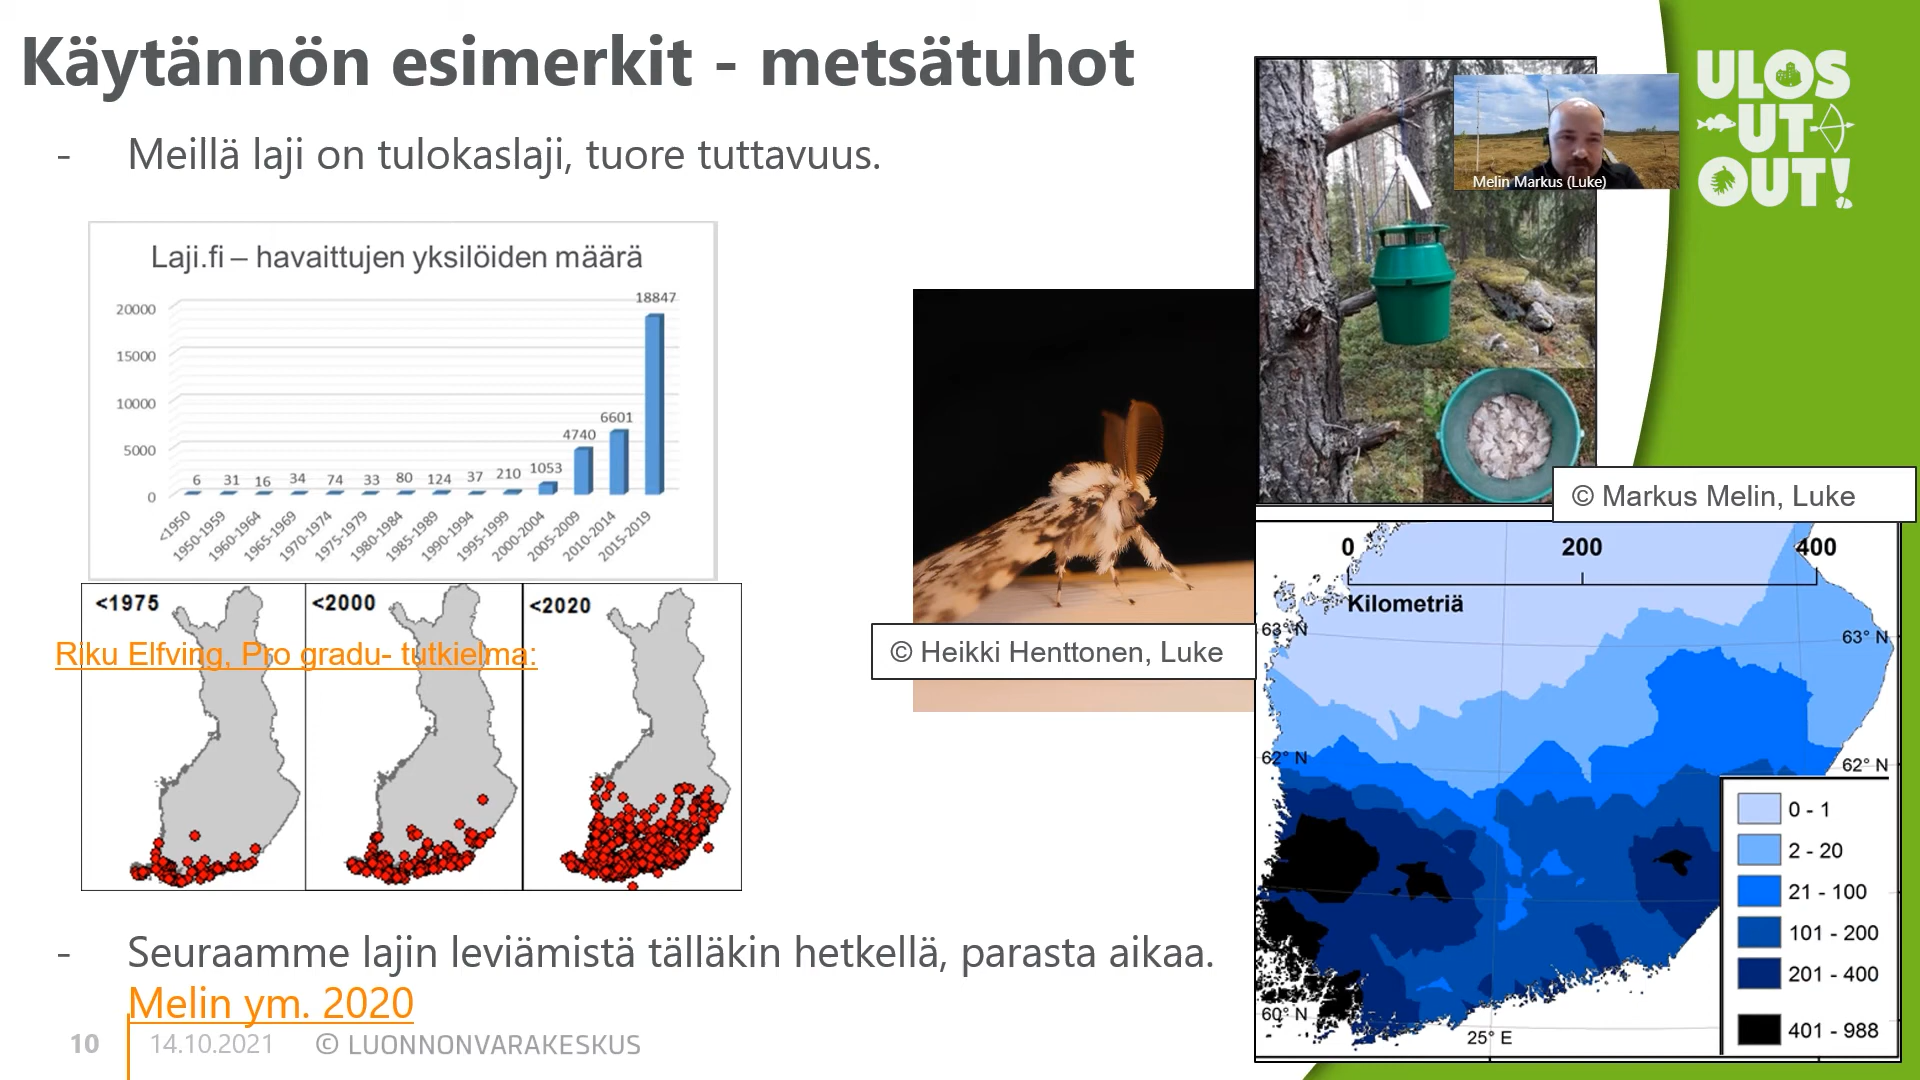 Käytännön esimerkit - metsätuhot
- Meillä laji on tulokaslaji, tuore tuttavuus.
ULOS
UT
OUT!
Melin Markus (Luke)
Laji.fi – havaittujen yksilöiden määrä
20000
15000
10000
5000
0
6 31 16 34 74 33 80 124 37 210 1053 4740 6601 18847
<1950 1950-1959 1960-1964 1965-1969 1970-1974 1975-1979 1980-1984 1985-1989 1990-1994 1995-1999 2000-2004 2005-2009 2010-2014 2015-2019
<1975 <2000 <2020
Riku Elfving, Pro gradu- tutkielma:
© Heikki Henttonen, Luke
© Markus Melin, Luke
0 200 400
Kilometriä
63° N 63° N
62° N 62° N
60° N
25° E
0 - 1
2 - 20
21 - 100
101 - 200
201 - 400
401 - 988
- Seuraamme lajin leviämistä tälläkin hetkellä, parasta aikaa.
Melin ym. 2020
10 14.10.2021 © LUONNONVARAKESKUS